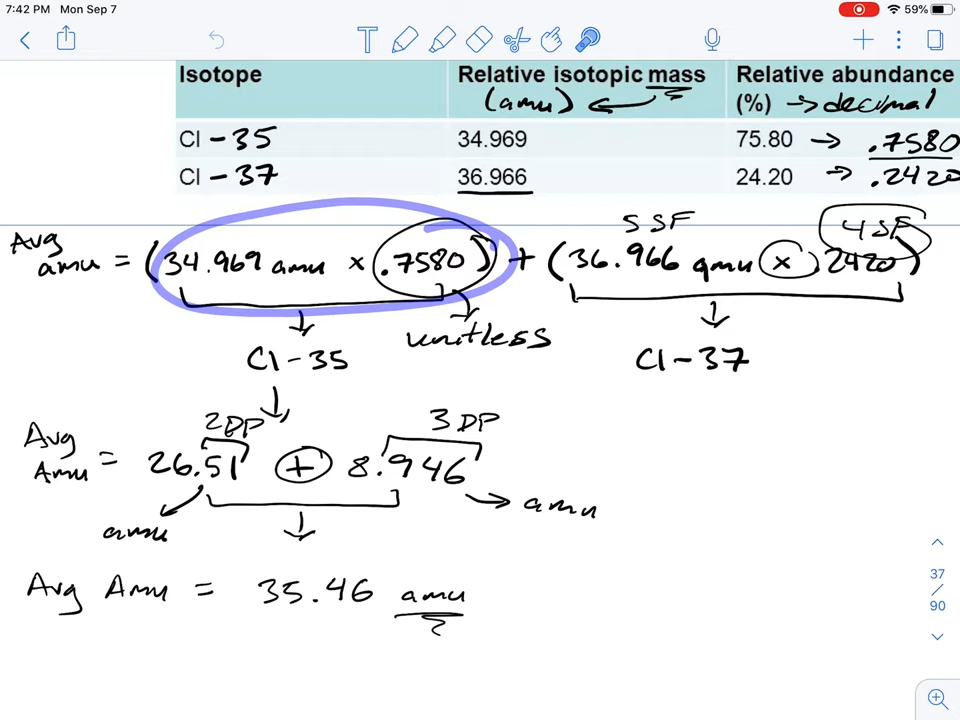 7:42 PM Mon Sep 7 59%
T
Isotope Relative isotopic mass Relative abundance
(amu) (%) → decimal
Cl - 35 34.969 75.80 → .7580
Cl - 37 36.966 24.20 → .2420
5 SF 4 SF
Avg
amu = (34.969 amu x .7580) + (36.966 amu x .2420)
unitless
Cl - 35 Cl - 37
2DP 3 DP
Avg
Amu = 26.51 + 8.946
amu amu
Avg Amu = 35.46 amu
37
/
90